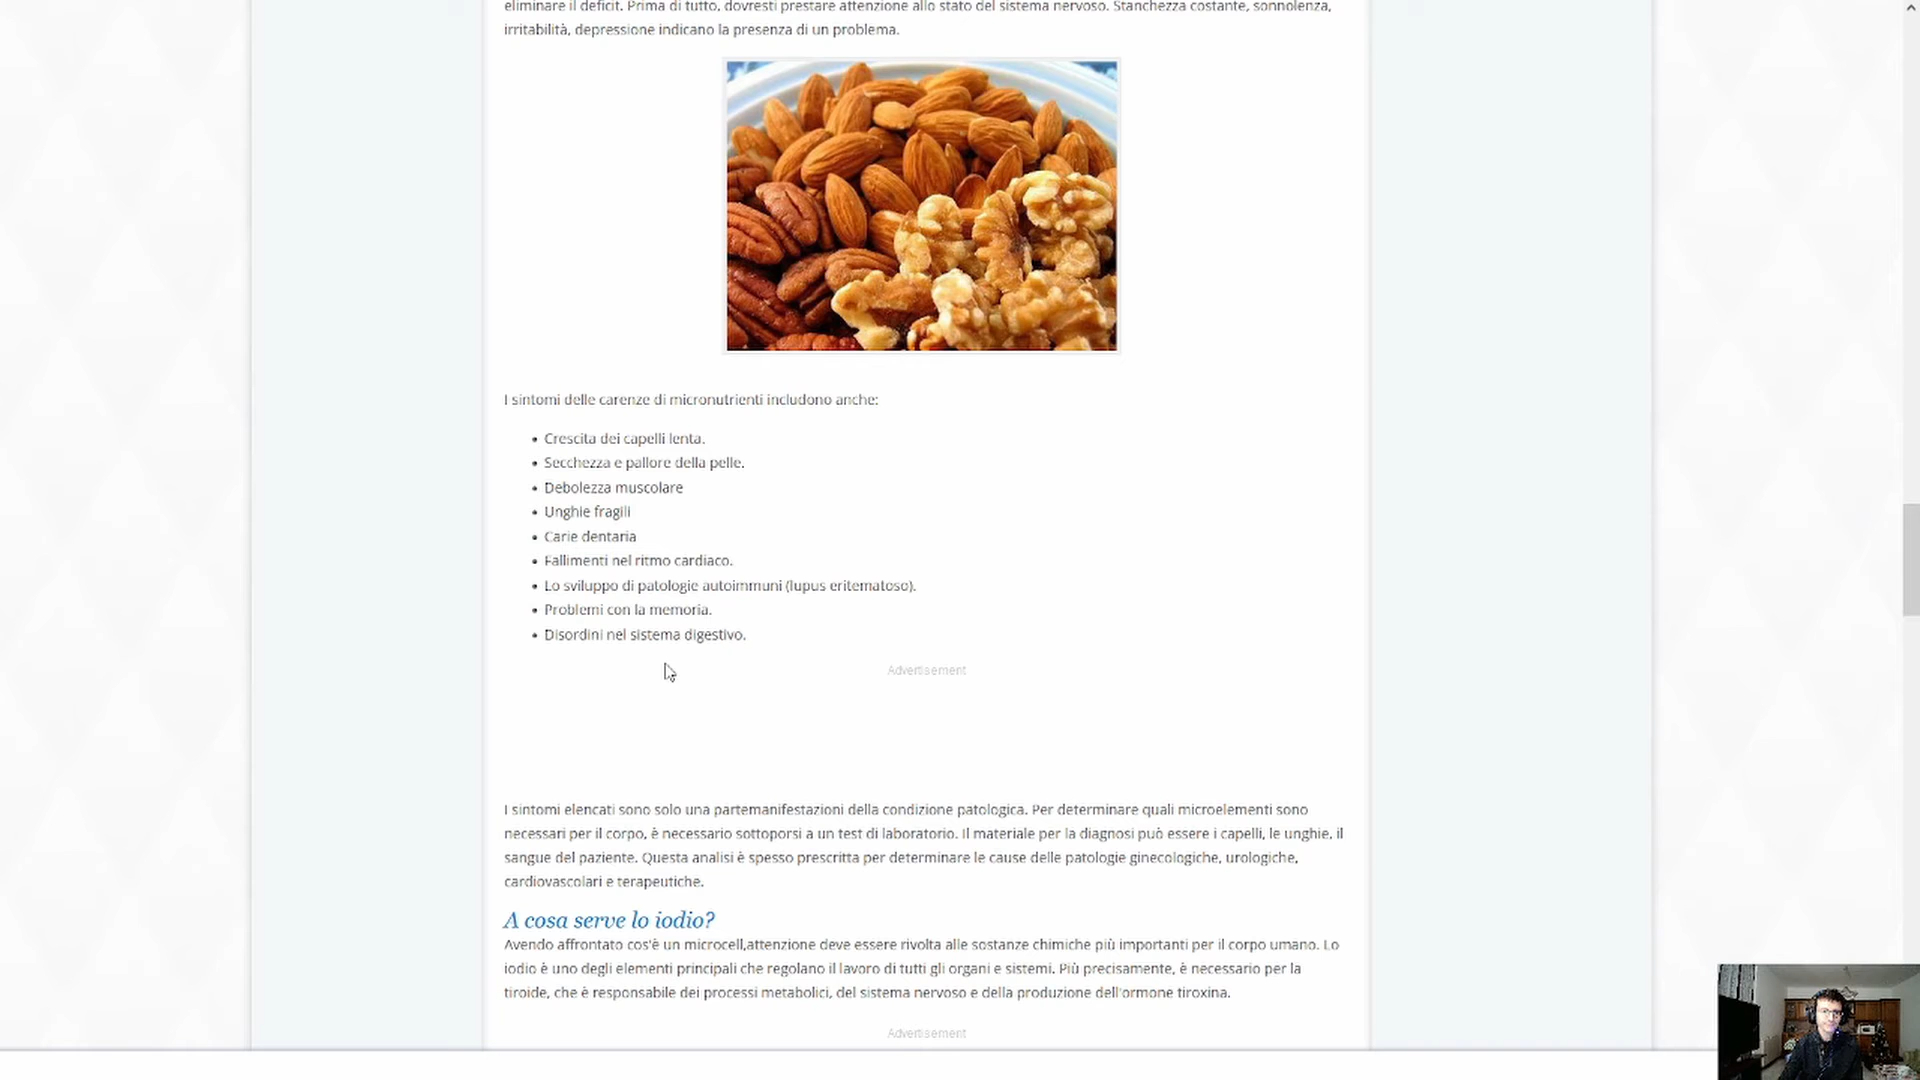 eliminare il deficit. Prima di tutto, dovresti prestare attenzione allo stato del sistema nervoso. Stanchezza costante, sonnolenza,
irritabilità, depressione indicano la presenza di un problema.
I sintomi delle carenze di micronutrienti includono anche:
• Crescita dei capelli lenta.
• Secchezza e pallore della pelle.
• Debolezza muscolare
• Unghie fragili
• Carie dentaria
• Fallimenti nel ritmo cardiaco.
• Lo sviluppo di patologie autoimmuni (lupus eritematoso).
• Problemi con la memoria.
• Disordini nel sistema digestivo.
Advertisement
I sintomi elencati sono solo una partemanifestazioni della condizione patologica. Per determinare quali microelementi sono
necessari per il corpo, è necessario sottoporsi a un test di laboratorio. Il materiale per la diagnosi può essere i capelli, le unghie, il
sangue del paziente. Questa analisi è spesso prescritta per determinare le cause delle patologie ginecologiche, urologiche,
cardiovascolari e terapeutiche.
A cosa serve lo iodio?
Avendo affrontato cos'è un microcell,attenzione deve essere rivolta alle sostanze chimiche più importanti per il corpo umano. Lo
iodio è uno degli elementi principali che regolano il lavoro di tutti gli organi e sistemi. Più precisamente, è necessario per la
tiroide, che è responsabile dei processi metabolici, del sistema nervoso e della produzione dell'ormone tiroxina.
Advertisement